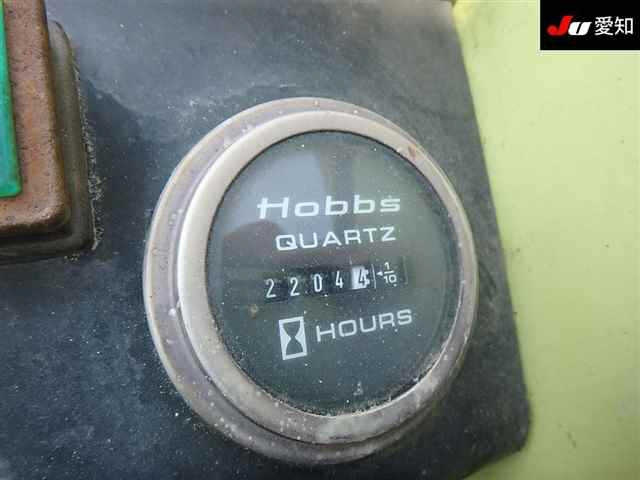 JU 愛知
Hobbs
QUARTZ
22044 1/10
HOURS